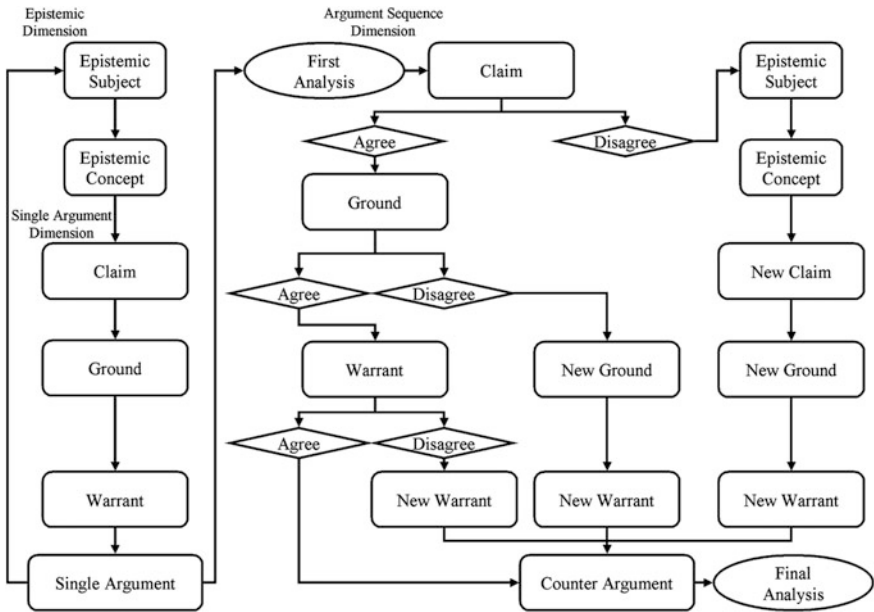 Epistemic
Dimension
Epistemic
Subject
Epistemic
Concept
Single Argument
Dimension
Claim
Ground
Warrant
Single Argument
Argument Sequence
Dimension
First
Analysis
Claim
Agree
Disagree
Ground
Agree
Disagree
Warrant
Agree
Disagree
New Warrant
New Ground
New Warrant
Epistemic
Subject
Epistemic
Concept
New Claim
New Ground
New Warrant
Counter Argument
Final
Analysis